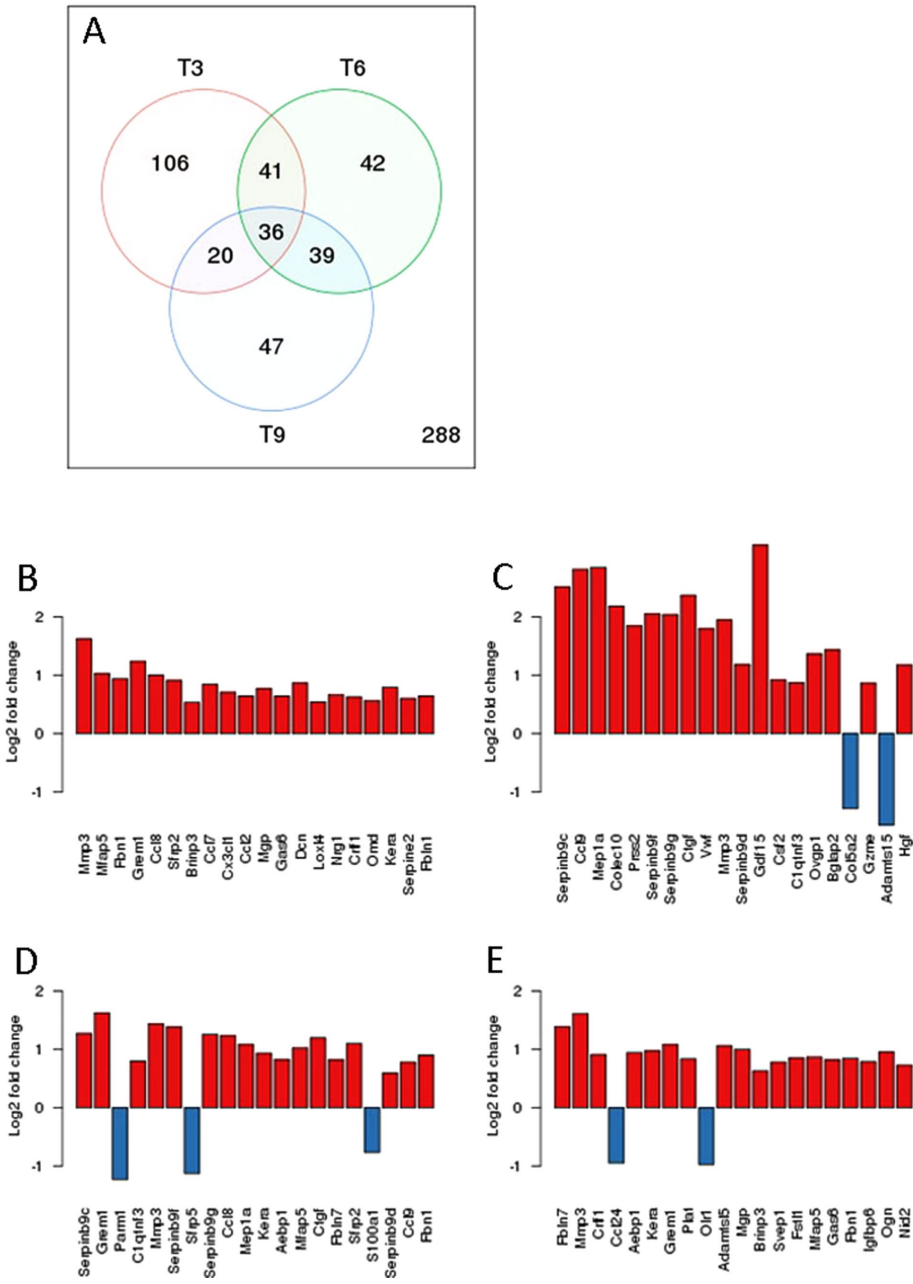 A
T3
T6
106
41
42
36
20
39
47
T9
288
B
Log2 fold change
2
1
0
-1
Mmp3
Mfap5
Fbn1
Grem1
Ccl8
Sfrp2
Brinp3
Ccl7
Cx3cl1
Ccl2
Mgp
Gas6
Dcn
Loxl4
Nrg1
Crlf1
Omd
Kera
Serpine2
Fbln1
C
Log2 fold change
2
1
0
-1
Serpinb9c
Ccl9
Mep1a
Colec10
Prss2
Serpinb9f
Serpinb9g
Ctgf
Vwf
Mmp3
Serpinb9d
Gdf15
Csf2
C1qtnf3
Ovgp1
Bglap2
Col5a2
Gzme
Adamts15
Hgf
D
Log2 fold change
2
1
0
-1
Serpinb9c
Grem1
Parm1
C1qtnf3
Mmp3
Serpinb9f
Sfrp5
Serpinb9g
Ccl8
Mep1a
Kera
Aebp1
Mfap5
Ctgf
Fbln7
Sfrp2
S100a1
Serpinb9d
Ccl9
Fbn1
E
Log2 fold change
2
1
0
-1
Fbln7
Mmp3
Crlf1
Ccl24
Aebp1
Kera
Grem1
Plat
Olr1
Adamtsl5
Mgp
Brinp3
Svep1
Fstl1
Mfap5
Gas6
Fbn1
Igfbp6
Ogn
Nid2